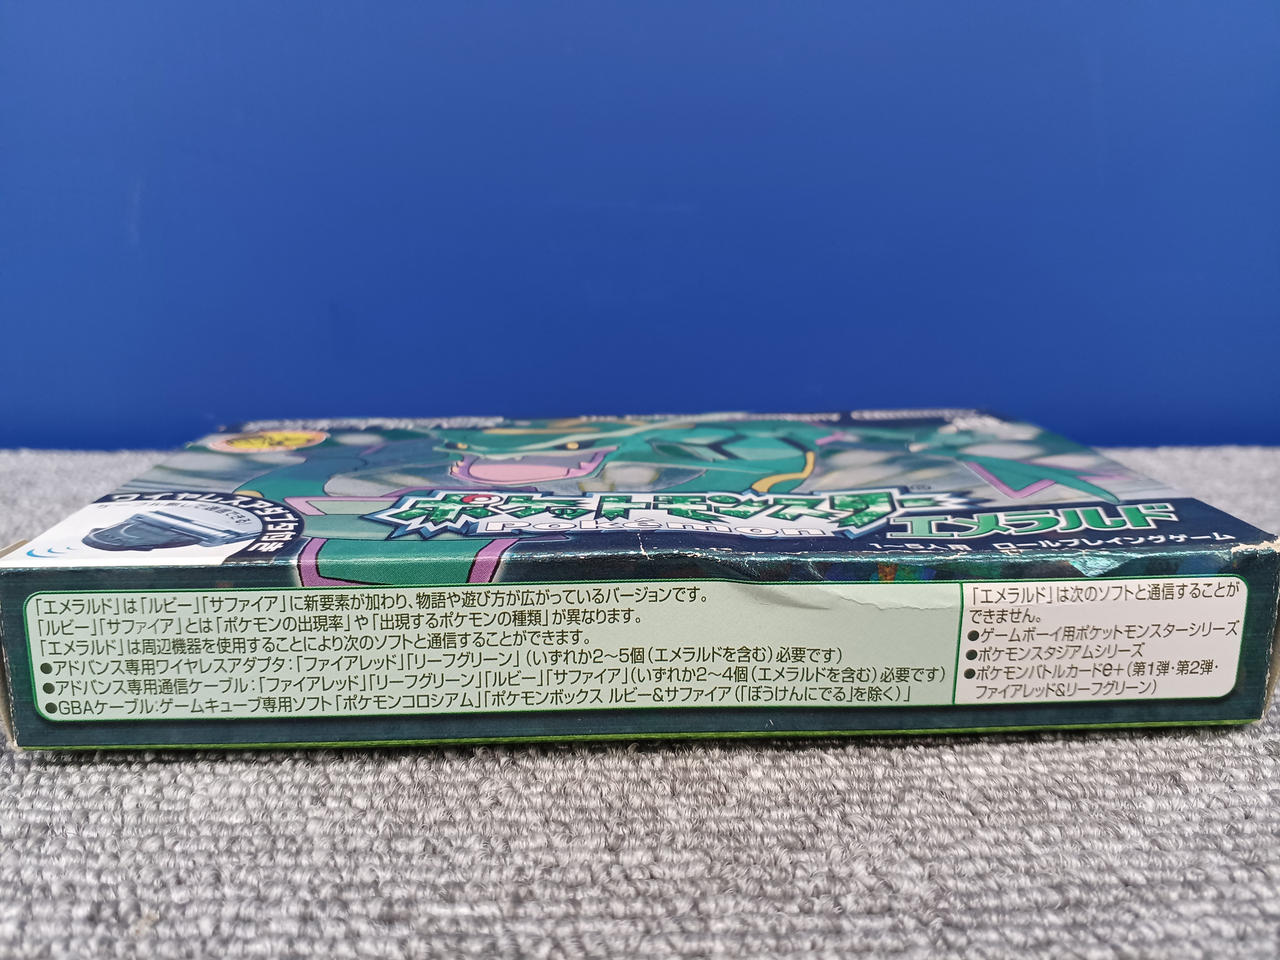 ワイヤレスアダプタ付き
ポケットモンスター
Pokémon
エメラルド
1〜5人用 ロールプレイングゲーム
「エメラルド」は「ルビー」「サファイア」に新要素が加わり、物語や遊び方が広がっているバージョンです。
「ルビー」「サファイア」とは「ポケモンの出現率」や「出現するポケモンの種類」が異なります。
「エメラルド」は周辺機器を使用することにより次のソフトと通信することができます。
●アドバンス専用ワイヤレスアダプタ:「ファイアレッド」「リーフグリーン」(いずれか2〜5個(エメラルドを含む)必要です)
●アドバンス専用通信ケーブル:「ファイアレッド」「リーフグリーン」「ルビー」「サファイア」(いずれか2〜4個(エメラルドを含む)必要です)
●GBAケーブル:ゲームキューブ専用ソフト「ポケモンコロシアム」「ポケモンボックス ルビー&サファイア(「ぼうけんにでる」を除く)」
「エメラルド」は次のソフトと通信することが
できません。
●ゲームボーイ用ポケットモンスターシリーズ
●ポケモンスタジアムシリーズ
●ポケモンバトルカードe+(第1弾・第2弾・
ファイアレッド&リーフグリーン)